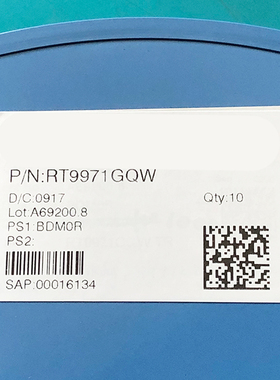 P/N:RT9971GQW
D/C:0917 Qty:10
Lot:A69200.8
PS1:BDM0R
PS2:
SAP:00016134